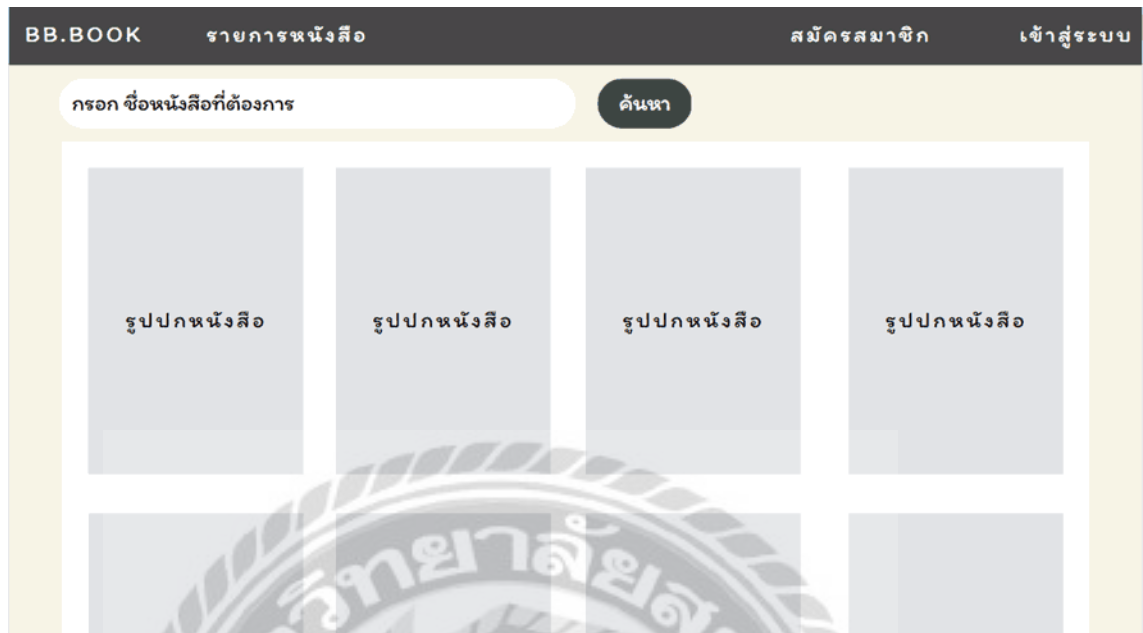 BB.BOOK รายการหนังสือ สมัครสมาชิก เข้าสู่ระบบ
กรอก ชื่อหนังสือที่ต้องการ ค้นหา
รูปปกหนังสือ รูปปกหนังสือ รูปปกหนังสือ รูปปกหนังสือ